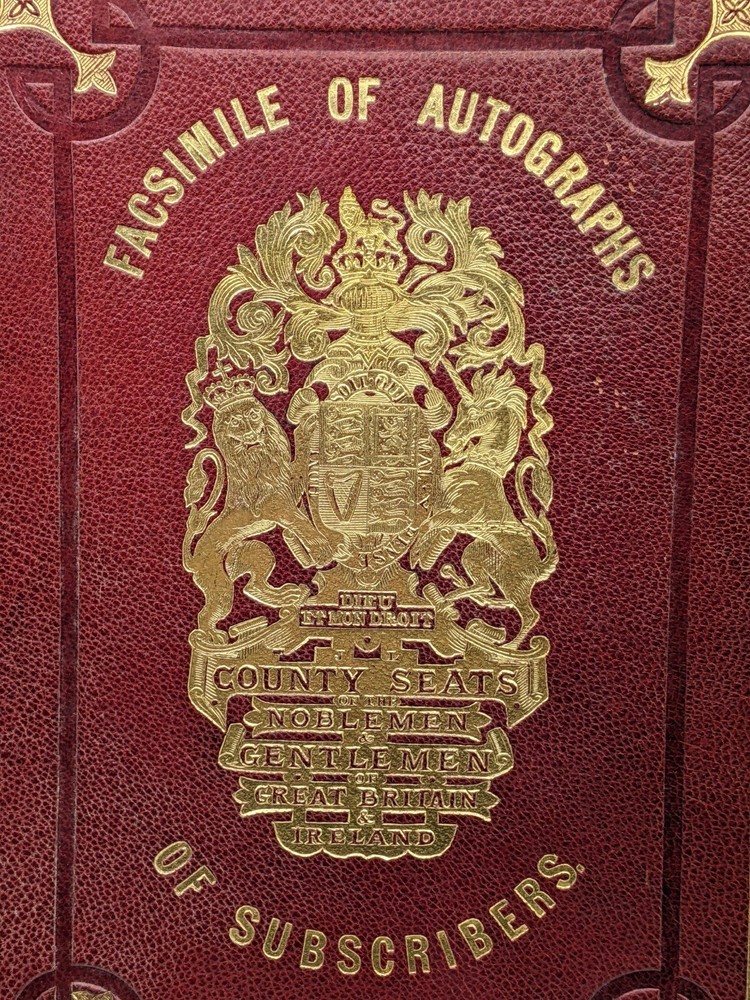 FACSIMILE OF AUTOGRAPHS
DIEU
ET MON DROIT
COUNTY SEATS
OF THE
NOBLEMEN
&
GENTLEMEN
OF
GREAT BRITAIN
&
IRELAND
OF SUBSCRIBERS.